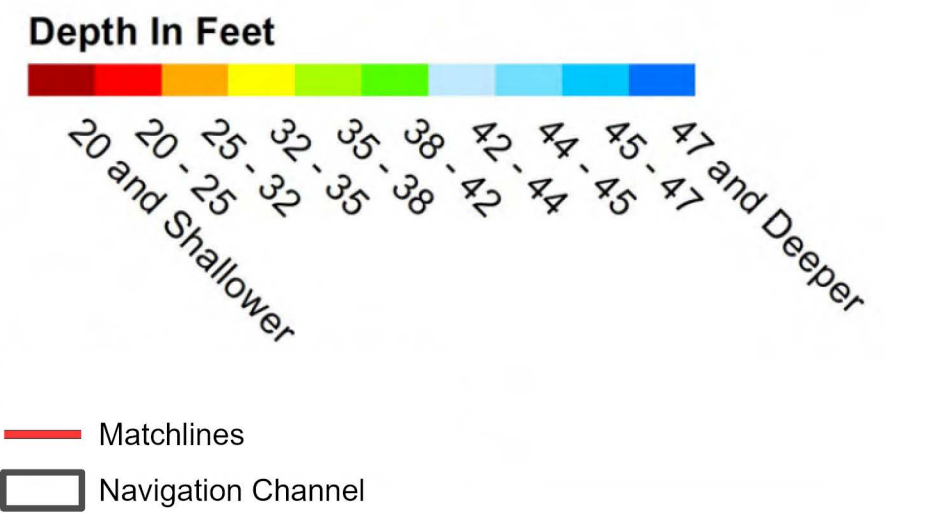 Depth In Feet
20 and Shallower
20 - 25
25 - 32
32 - 35
35 - 38
38 - 42
42 - 44
44 - 45
45 - 47
47 and Deeper
Matchlines
Navigation Channel